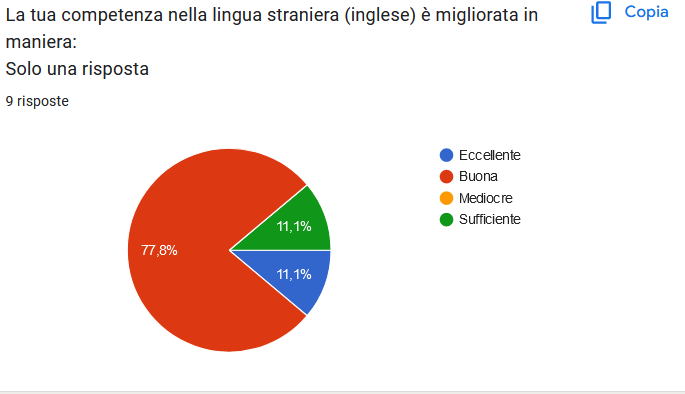 La tua competenza nella lingua straniera (inglese) è migliorata in
maniera:
Solo una risposta
Copia
9 risposte
77,8%
11,1%
11,1%
Eccellente
Buona
Mediocre
Sufficiente